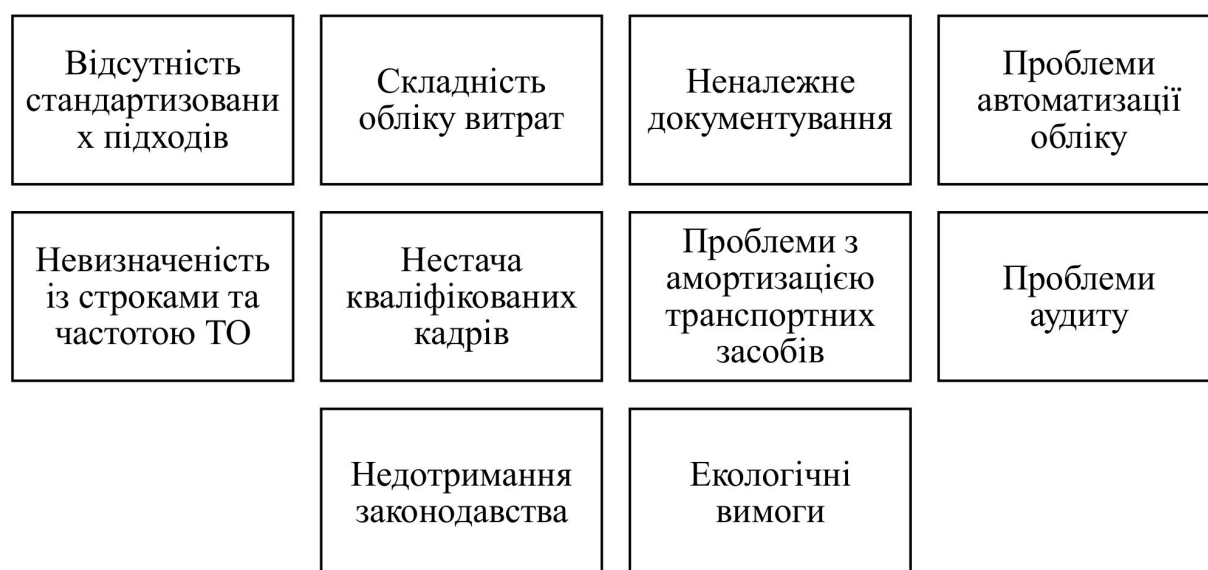 Відсутність
стандартизовани
х підходів
Складність
обліку витрат
Неналежне
документування
Проблеми
автоматизації
обліку
Невизначеність
із строками та
частотою ТО
Нестача
кваліфікованих
кадрів
Проблеми з
амортизацією
транспортних
засобів
Проблеми
аудиту
Недотримання
законодавства
Екологічні
вимоги